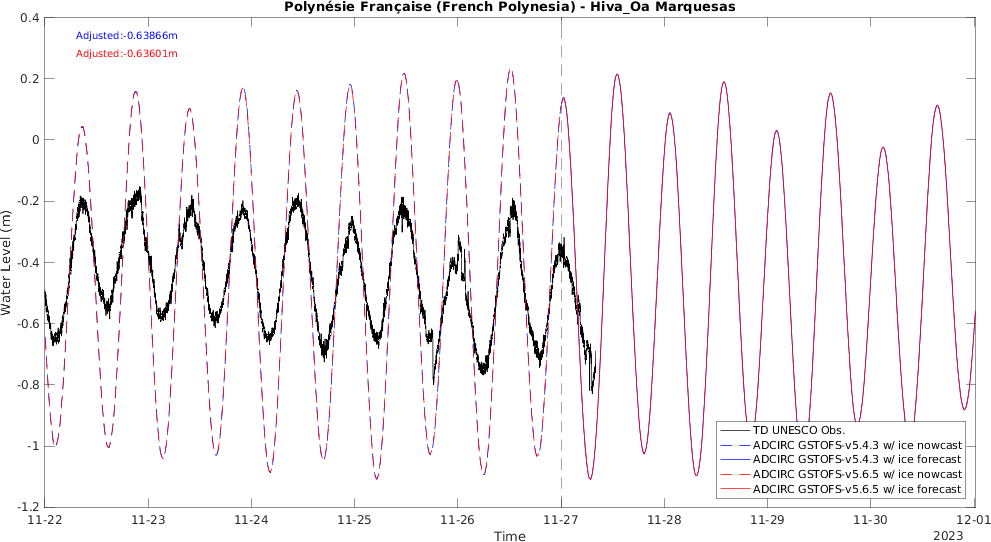 Polynésie Française (French Polynesia) - Hiva_Oa Marquesas
Adjusted:-0.63866m
Adjusted:-0.63601m
0.4
0.2
0
-0.2
-0.4
-0.6
-0.8
-1
-1.2
Water Level (m)
TD UNESCO Obs.
ADCIRC GSTOFS-v5.4.3 w/ ice nowcast
ADCIRC GSTOFS-v5.4.3 w/ ice forecast
ADCIRC GSTOFS-v5.6.5 w/ ice nowcast
ADCIRC GSTOFS-v5.6.5 w/ ice forecast
11-22 11-23 11-24 11-25 11-26 11-27 11-28 11-29 11-30 12-01
Time
2023